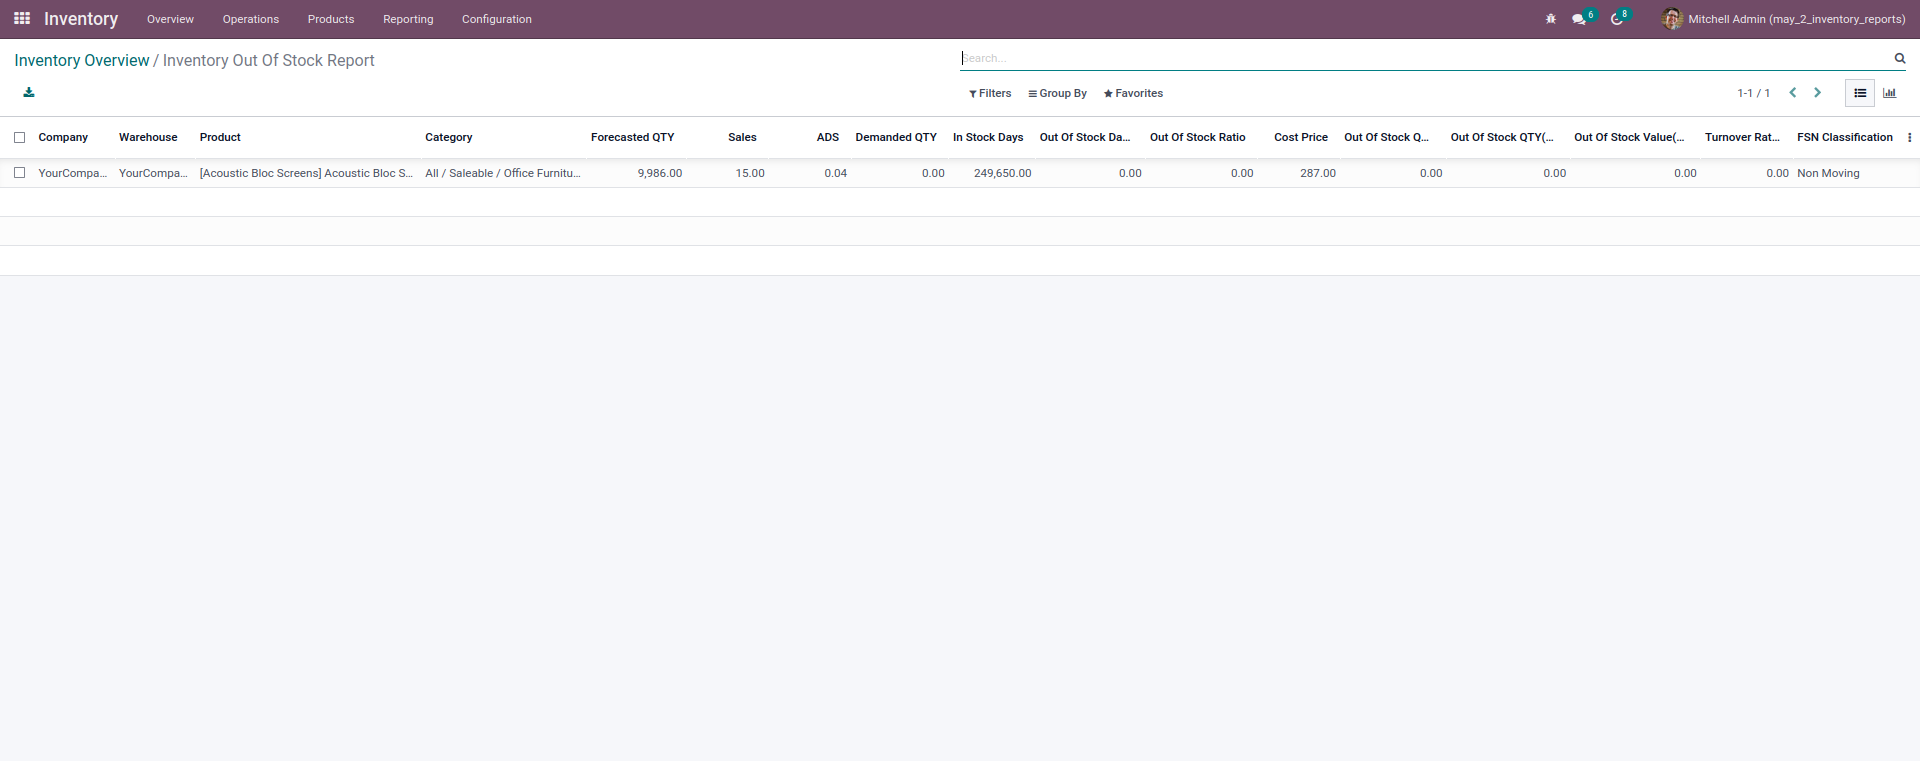 Inventory Overview Operations Products Reporting Configuration 6 8 Mitchell Admin (may_2_inventory_reports)
Inventory Overview / Inventory Out Of Stock Report
Search...
Filters Group By Favorites 1-1 / 1
Company Warehouse Product Category Forecasted QTY Sales ADS Demanded QTY In Stock Days Out Of Stock Da... Out Of Stock Ratio Cost Price Out Of Stock Q... Out Of Stock QTY(... Out Of Stock Value(... Turnover Rat... FSN Classification
YourCompa... YourCompa... [Acoustic Bloc Screens] Acoustic Bloc S... All / Saleable / Office Furnitu... 9,986.00 15.00 0.04 0.00 249,650.00 0.00 0.00 287.00 0.00 0.00 0.00 0.00 Non Moving